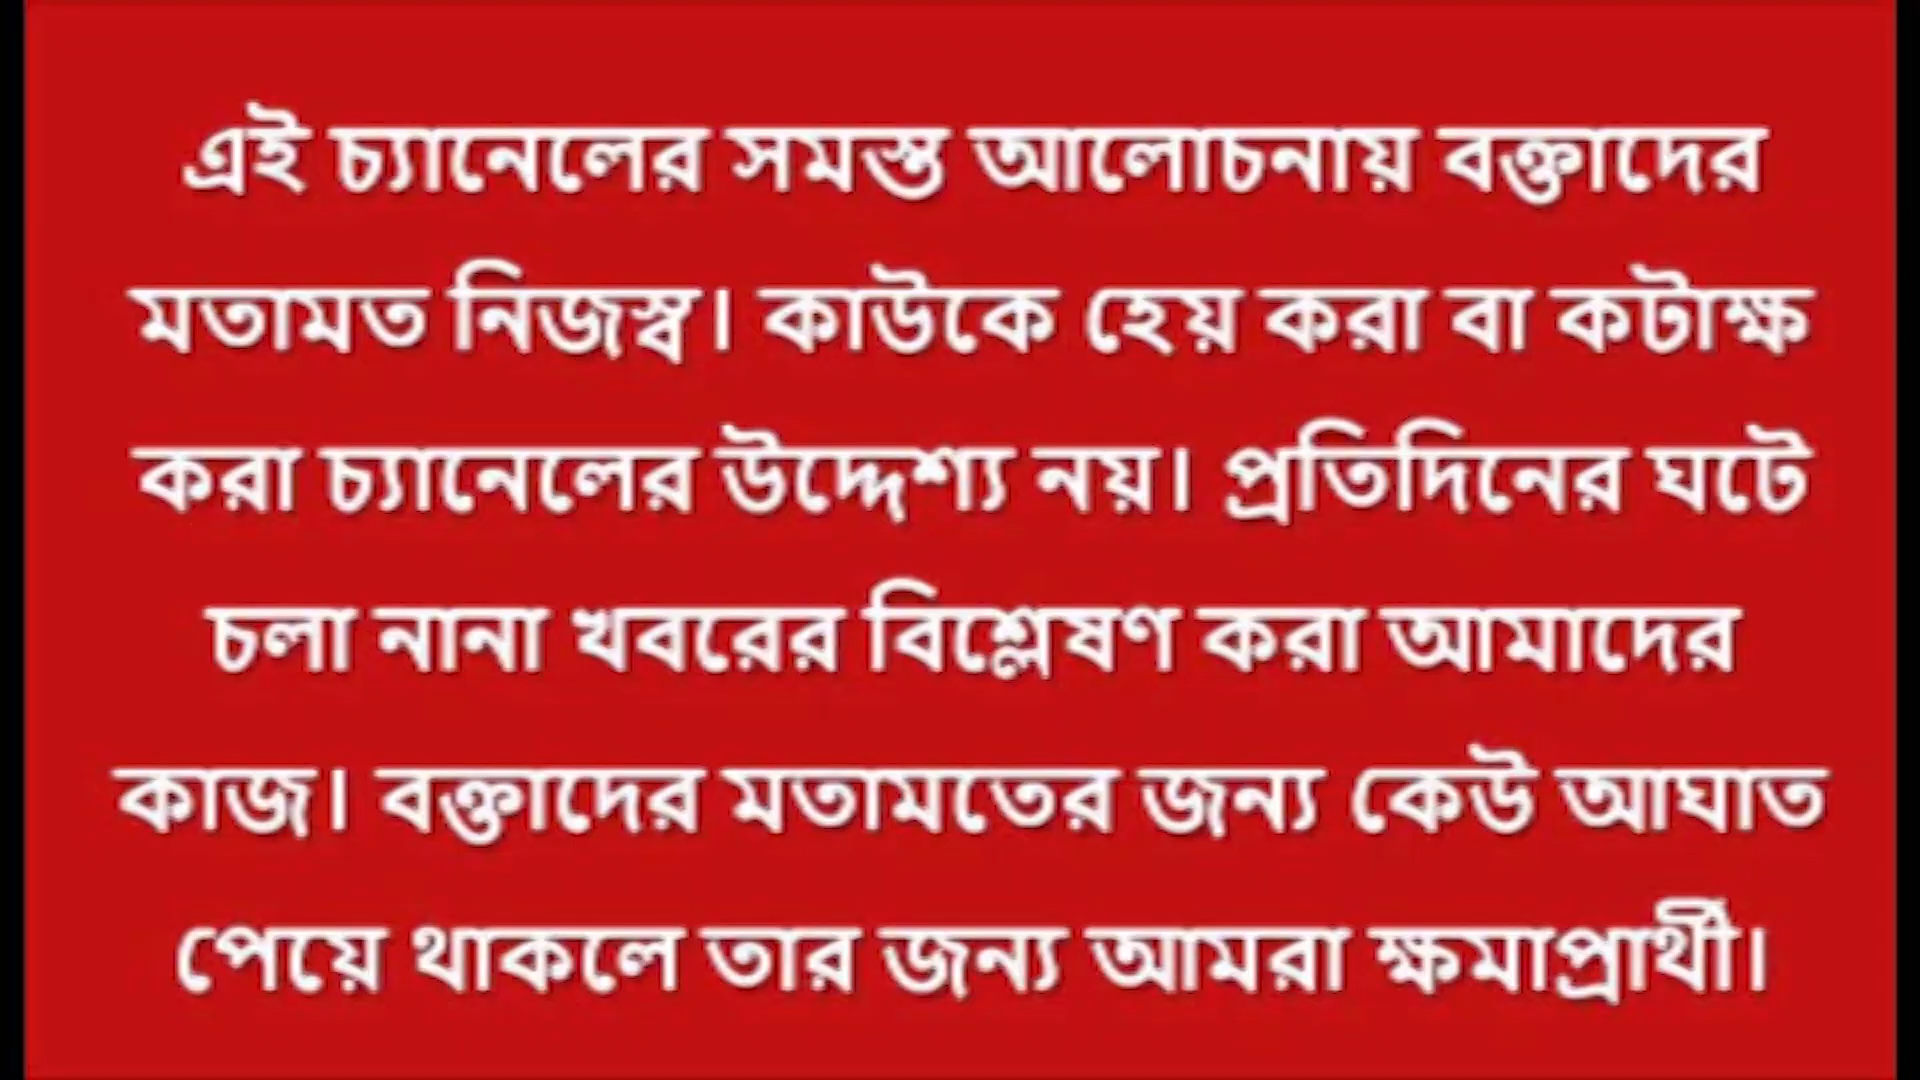 এই চ্যানেলের সমস্ত আলোচনায় বক্তাদের
মতামত নিজস্ব। কাউকে হেয় করা বা কটাক্ষ
করা চ্যানেলের উদ্দেশ্য নয়। প্রতিদিনের ঘটে
চলা নানা খবরের বিশ্লেষণ করা আমাদের
কাজ। বক্তাদের মতামতের জন্য কেউ আঘাত
পেয়ে থাকলে তার জন্য আমরা ক্ষমাপ্রার্থী।